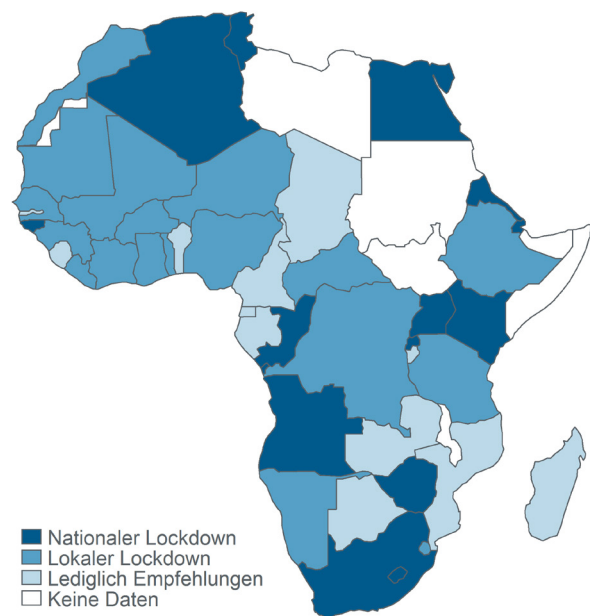 Nationaler Lockdown
Lokaler Lockdown
Lediglich Empfehlungen
Keine Daten